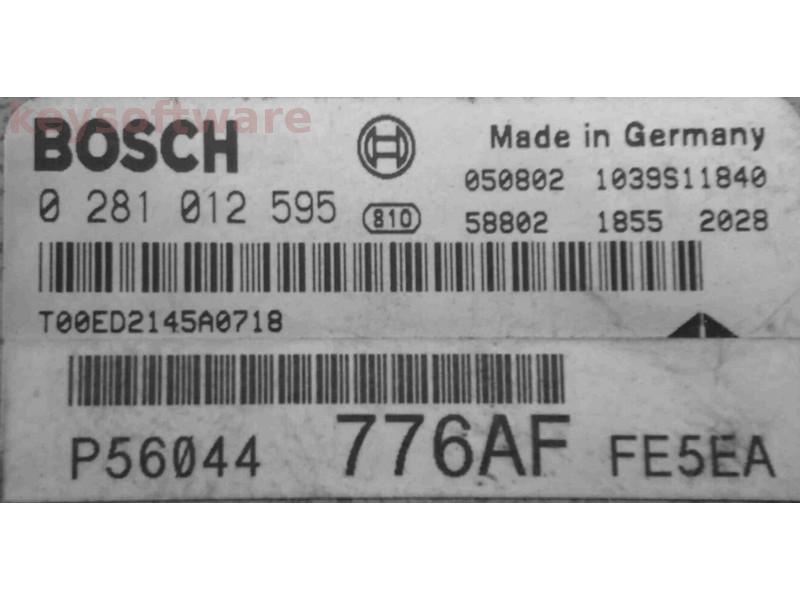 keysoftware
BOSCH
Made in Germany
0 281 012 595
810
050802 1039S11840
58802 1855 2028
T00ED2145A0718
P56044 776AF FE5EA